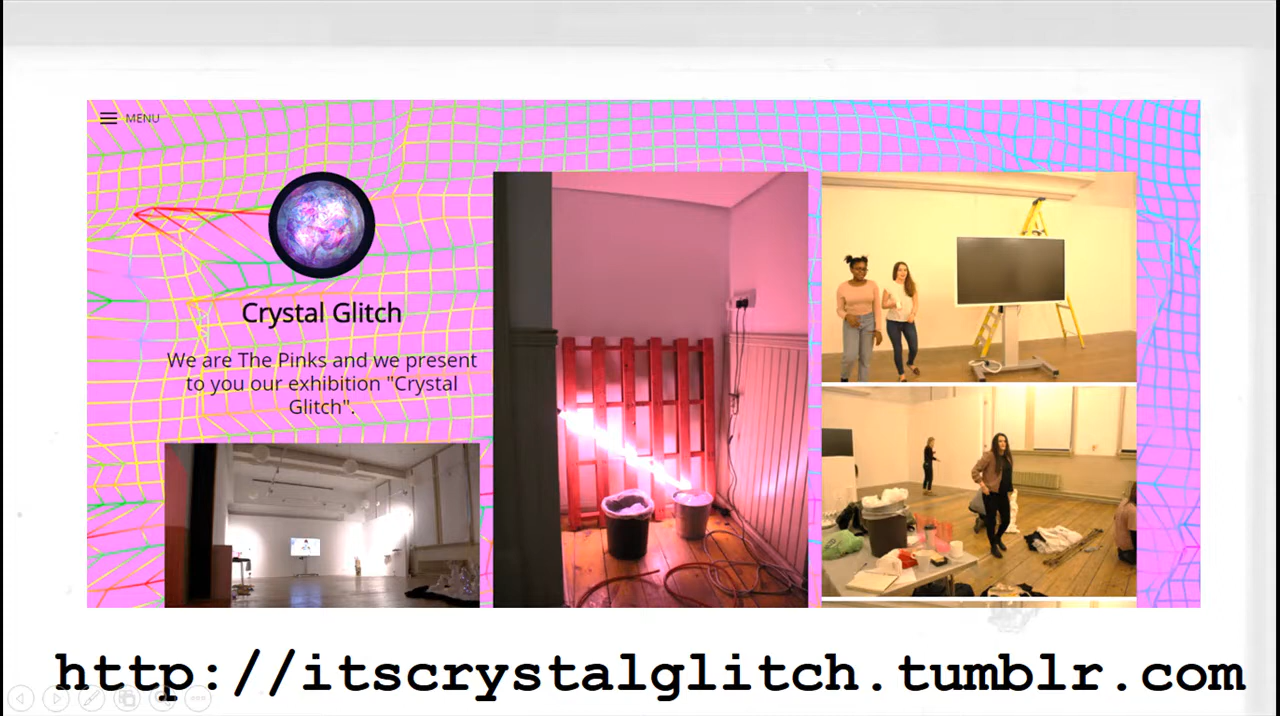 MENU
Crystal Glitch
We are The Pinks and we present
to you our exhibition "Crystal
Glitch".
http://itscrystalglitch.tumblr.com